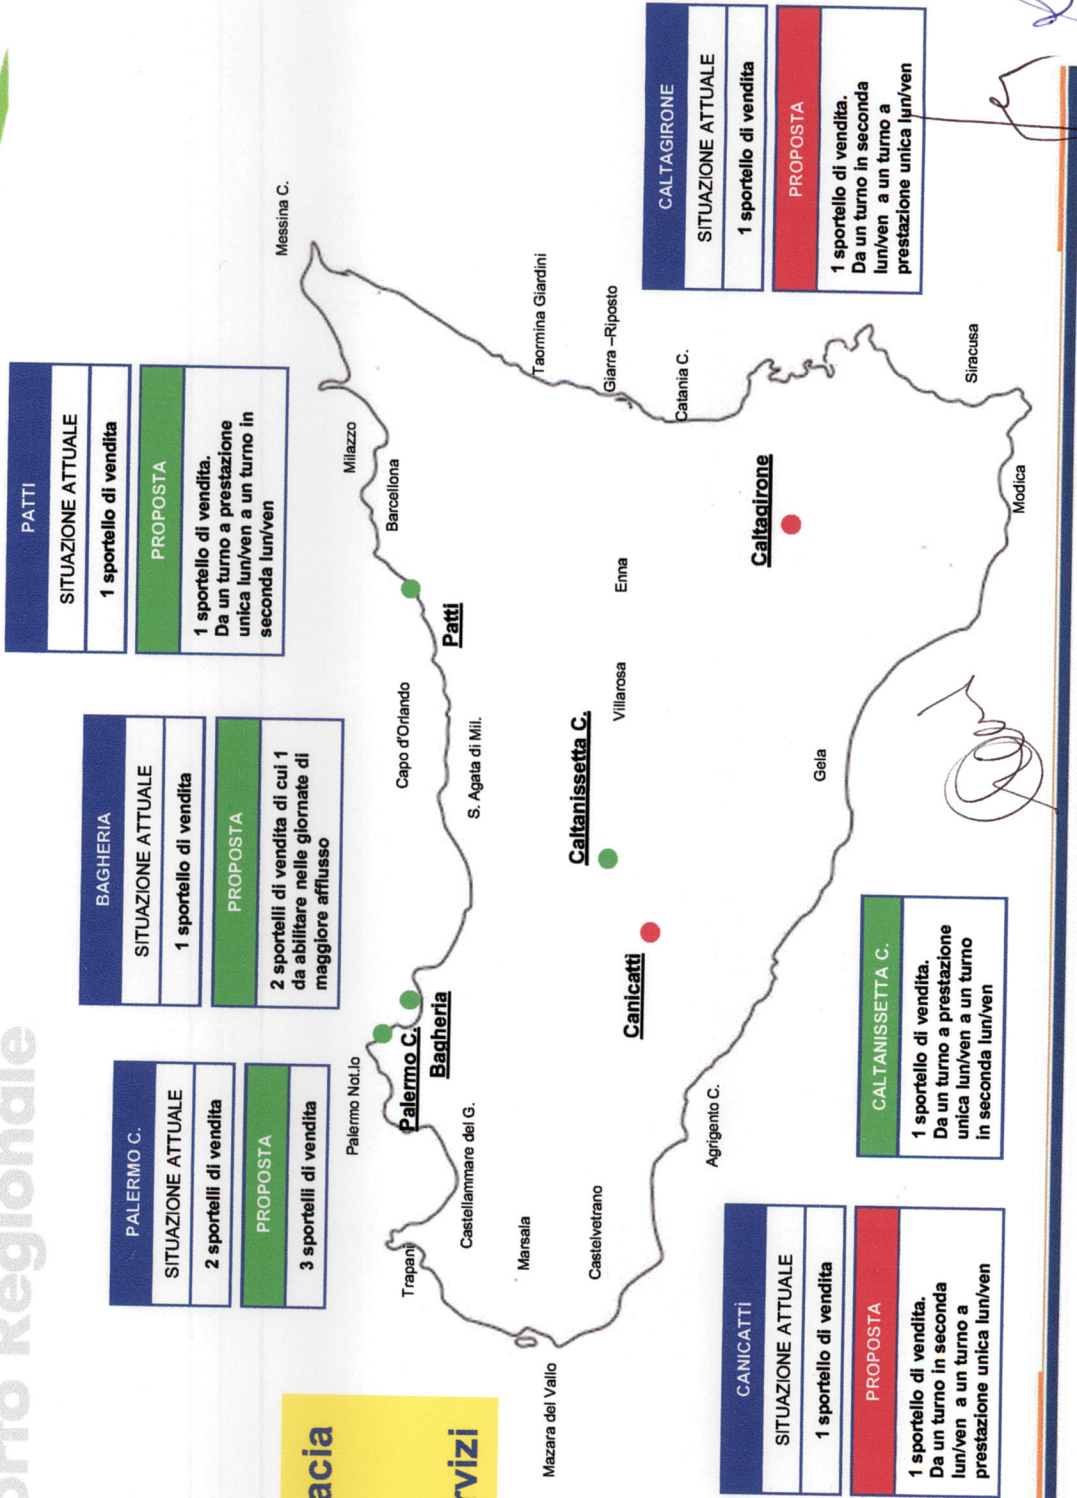 Regionale
acia
rvizi
PALERMO C.
SITUAZIONE ATTUALE
2 sportelli di vendita
PROPOSTA
3 sportelli di vendita
BAGHERIA
SITUAZIONE ATTUALE
1 sportello di vendita
PROPOSTA
2 sportelli di vendita di cui 1
da abilitare nelle giornate di
maggiore afflusso
PATTI
SITUAZIONE ATTUALE
1 sportello di vendita
PROPOSTA
1 sportello di vendita.
Da un turno a prestazione
unica lun/ven a un turno in
seconda lun/ven
Messina C.
Milazzo
Barcellona
Patti
Capo d'Orlando
S. Agata di Mil.
Palermo Not.lo
Palermo C.
Bagheria
Castellammare del G.
Trapani
Marsala
Castelvetrano
Mazara del Vallo
Taormina Giardini
Giarra –Riposto
Catania C.
Enna
Villarosa
Caltanissetta C.
Canicatti
Caltagirone
Agrigento C.
Gela
Siracusa
Modica
CANICATTÌ
SITUAZIONE ATTUALE
1 sportello di vendita
PROPOSTA
1 sportello di vendita.
Da un turno in seconda
lun/ven a un turno a
prestazione unica lun/ven
CALTANISSETTA C.
1 sportello di vendita.
Da un turno a prestazione
unica lun/ven a un turno
in seconda lun/ven
CALTAGIRONE
SITUAZIONE ATTUALE
1 sportello di vendita
PROPOSTA
1 sportello di vendita.
Da un turno in seconda
lun/ven a un turno a
prestazione unica lun/ven